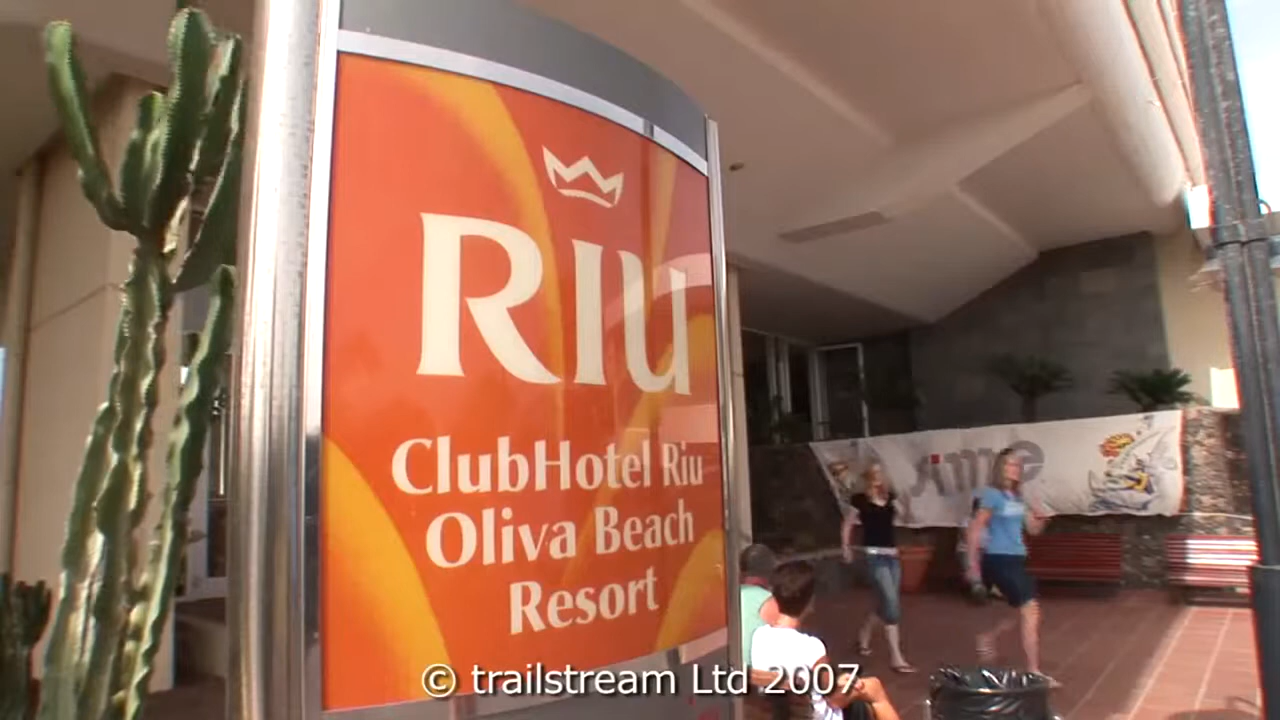 RIU
ClubHotel Riu
Oliva Beach
Resort
© trailstream Ltd 2007